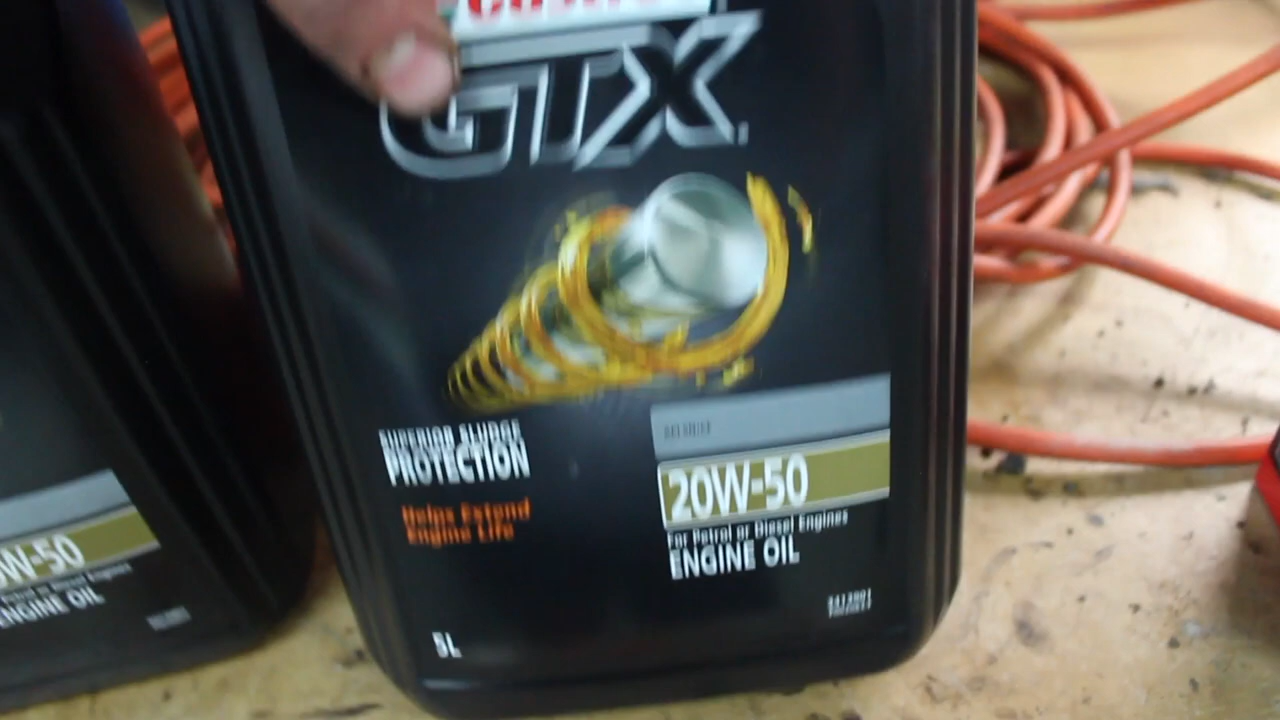 GTX
SUPERIOR SLUDGE
PROTECTION
Helps Extend
Engine Life
20W-50
For Petrol or Diesel Engines
ENGINE OIL
5L
W-50
ENGINE OIL